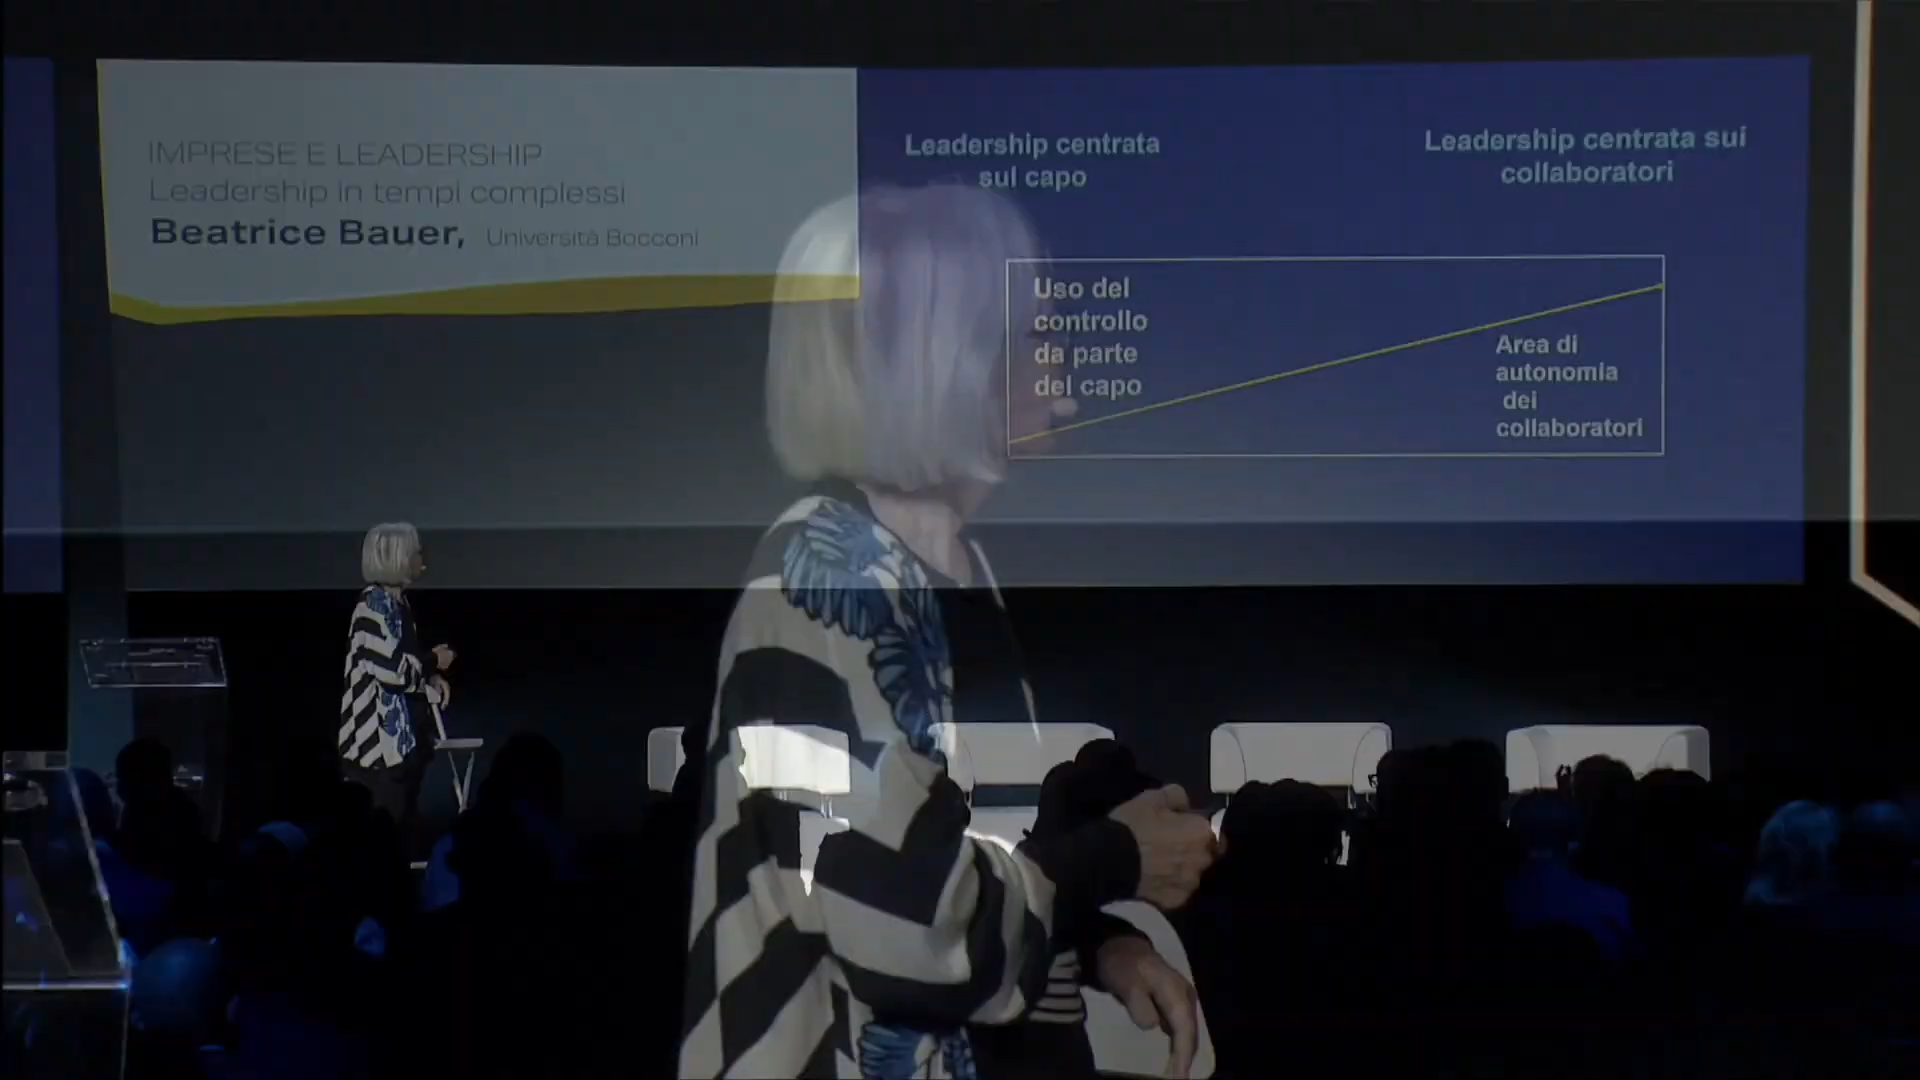 IMPRESE E LEADERSHIP
Leadership in tempi complessi
Beatrice Bauer, Università Bocconi
Leadership centrata
sul capo
Leadership centrata sui
collaboratori
Uso del
controllo
da parte
del capo
Area di
autonomia
dei
collaboratori